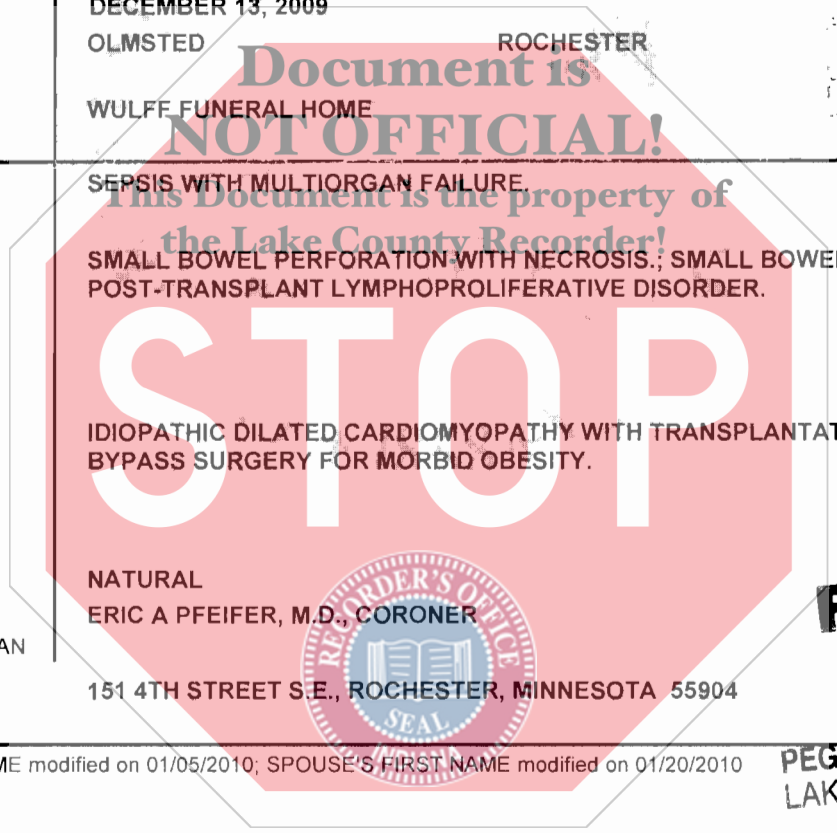 DECEMBER 13, 2009
OLMSTED ROCHESTER
Document is
WULFF FUNERAL HOME
NOT OFFICIAL!
SEPSIS WITH MULTIORGAN FAILURE.
This Document is the property of
the Lake County Recorder!
SMALL BOWEL PERFORATION WITH NECROSIS.; SMALL BOWE
POST-TRANSPLANT LYMPHOPROLIFERATIVE DISORDER.
STOP
IDIOPATHIC DILATED CARDIOMYOPATHY WITH TRANSPLANTAT
BYPASS SURGERY FOR MORBID OBESITY.
NATURAL
ERIC A PFEIFER, M.D., CORONER
RECORDER'S OFFICE
AN
151 4TH STREET S.E., ROCHESTER, MINNESOTA 55904
SEAL
INDIANA
ME modified on 01/05/2010; SPOUSE'S FIRST NAME modified on 01/20/2010
PEG
LAK